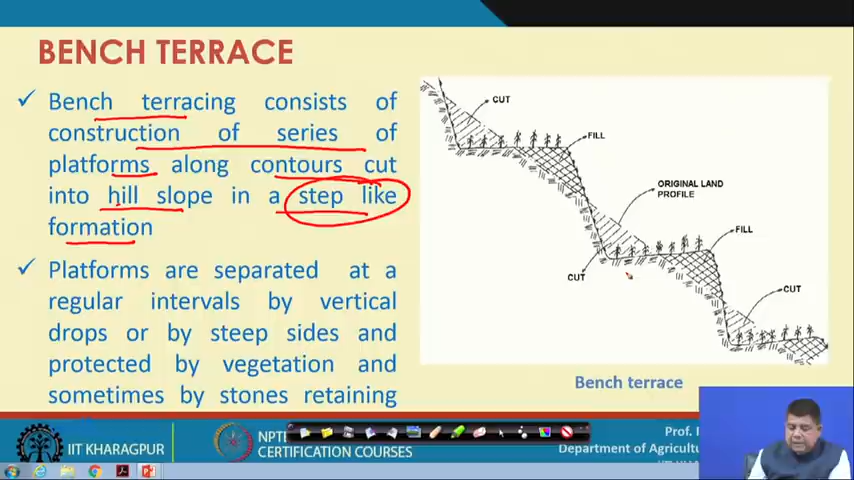 BENCH TERRACE
✓ Bench terracing consists of
construction of series of
platforms along contours cut
into hill slope in a step like
formation
✓ Platforms are separated at a
regular intervals by vertical
drops or by steep sides and
protected by vegetation and
sometimes by stones retaining
CUT
FILL
ORIGINAL LAND
PROFILE
FILL
CUT
CUT
Bench terrace
IIT KHARAGPUR
NPTE
CERTIFICATION COURSES
Prof.
Department of Agricultu